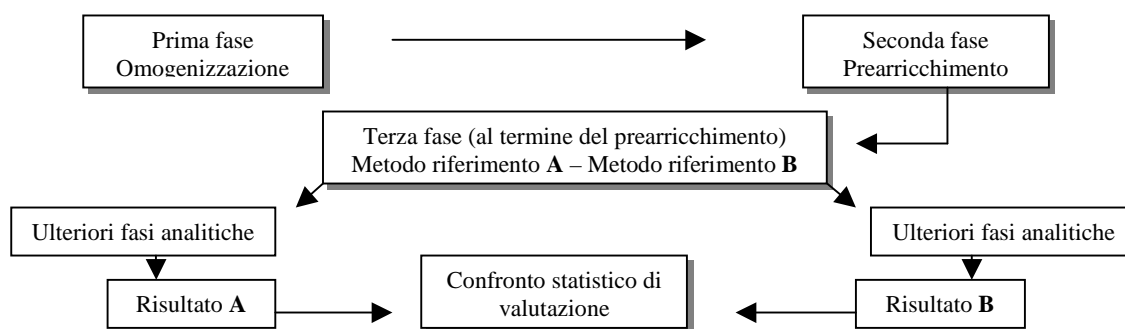 Prima fase
Omogenizzazione
Seconda fase
Prearricchimento
Terza fase (al termine del prearricchimento)
Metodo riferimento A – Metodo riferimento B
Ulteriori fasi analitiche
Ulteriori fasi analitiche
Risultato A
Confronto statistico di
valutazione
Risultato B